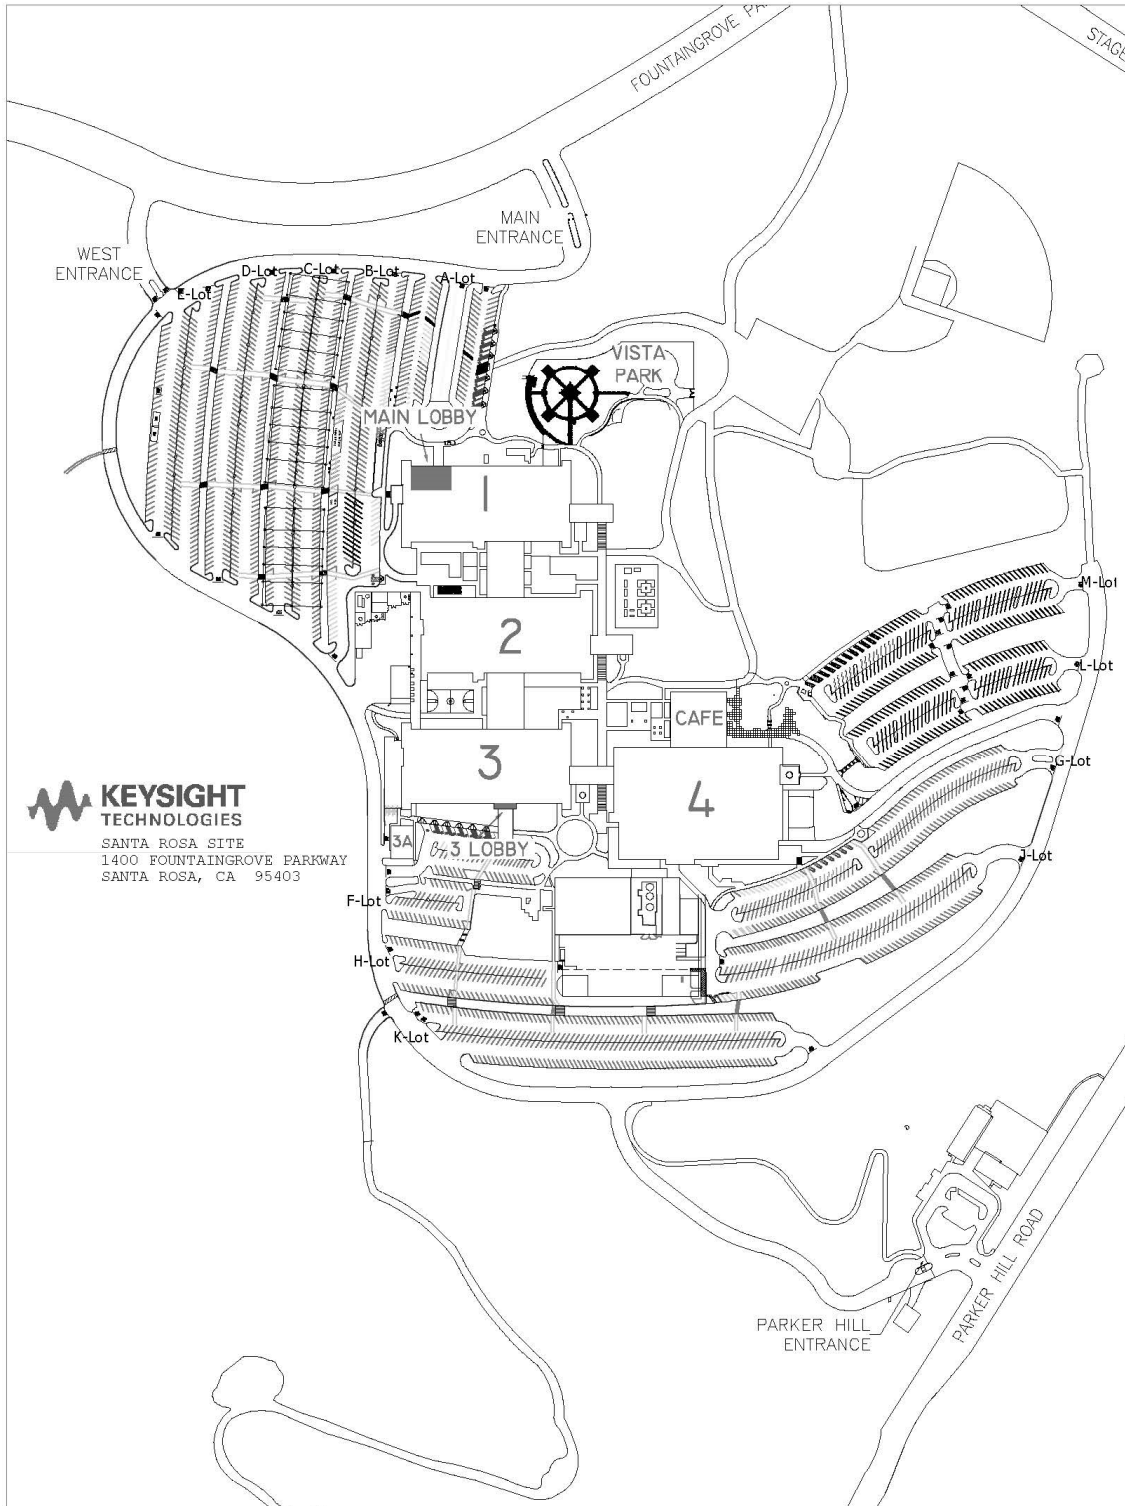 FOUNTAINGROVE PA
STAGE
MAIN
ENTRANCE
WEST
ENTRANCE
D-Lot
C-Lot
B-Lot
A-Lot
E-Lot
VISTA
PARK
MAIN LOBBY
1
M-Lot
2
L-Lot
CAFE
3
G-Lot
4
KEYSIGHT
TECHNOLOGIES
SANTA ROSA SITE
1400 FOUNTAINGROVE PARKWAY
SANTA ROSA, CA 95403
3A
3 LOBBY
J-Lot
F-Lot
H-Lot
K-Lot
PARKER HILL ROAD
PARKER HILL
ENTRANCE